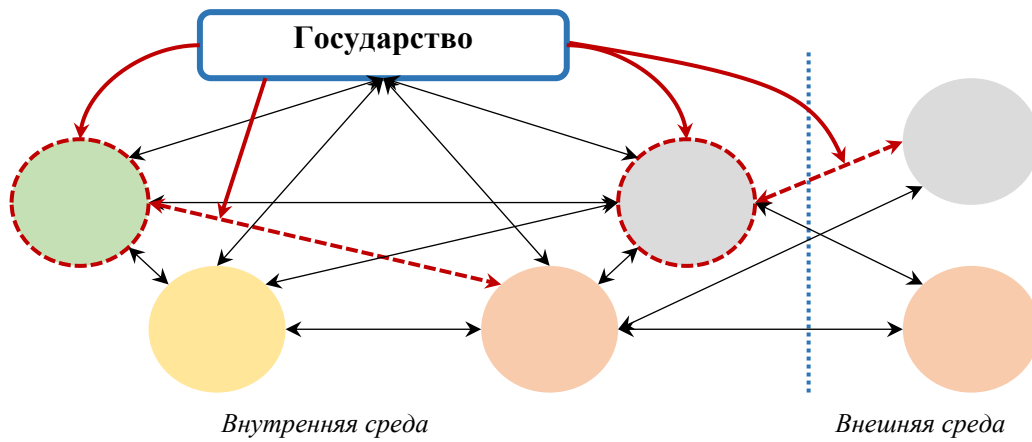 Государство
Внутренняя среда
Внешняя среда